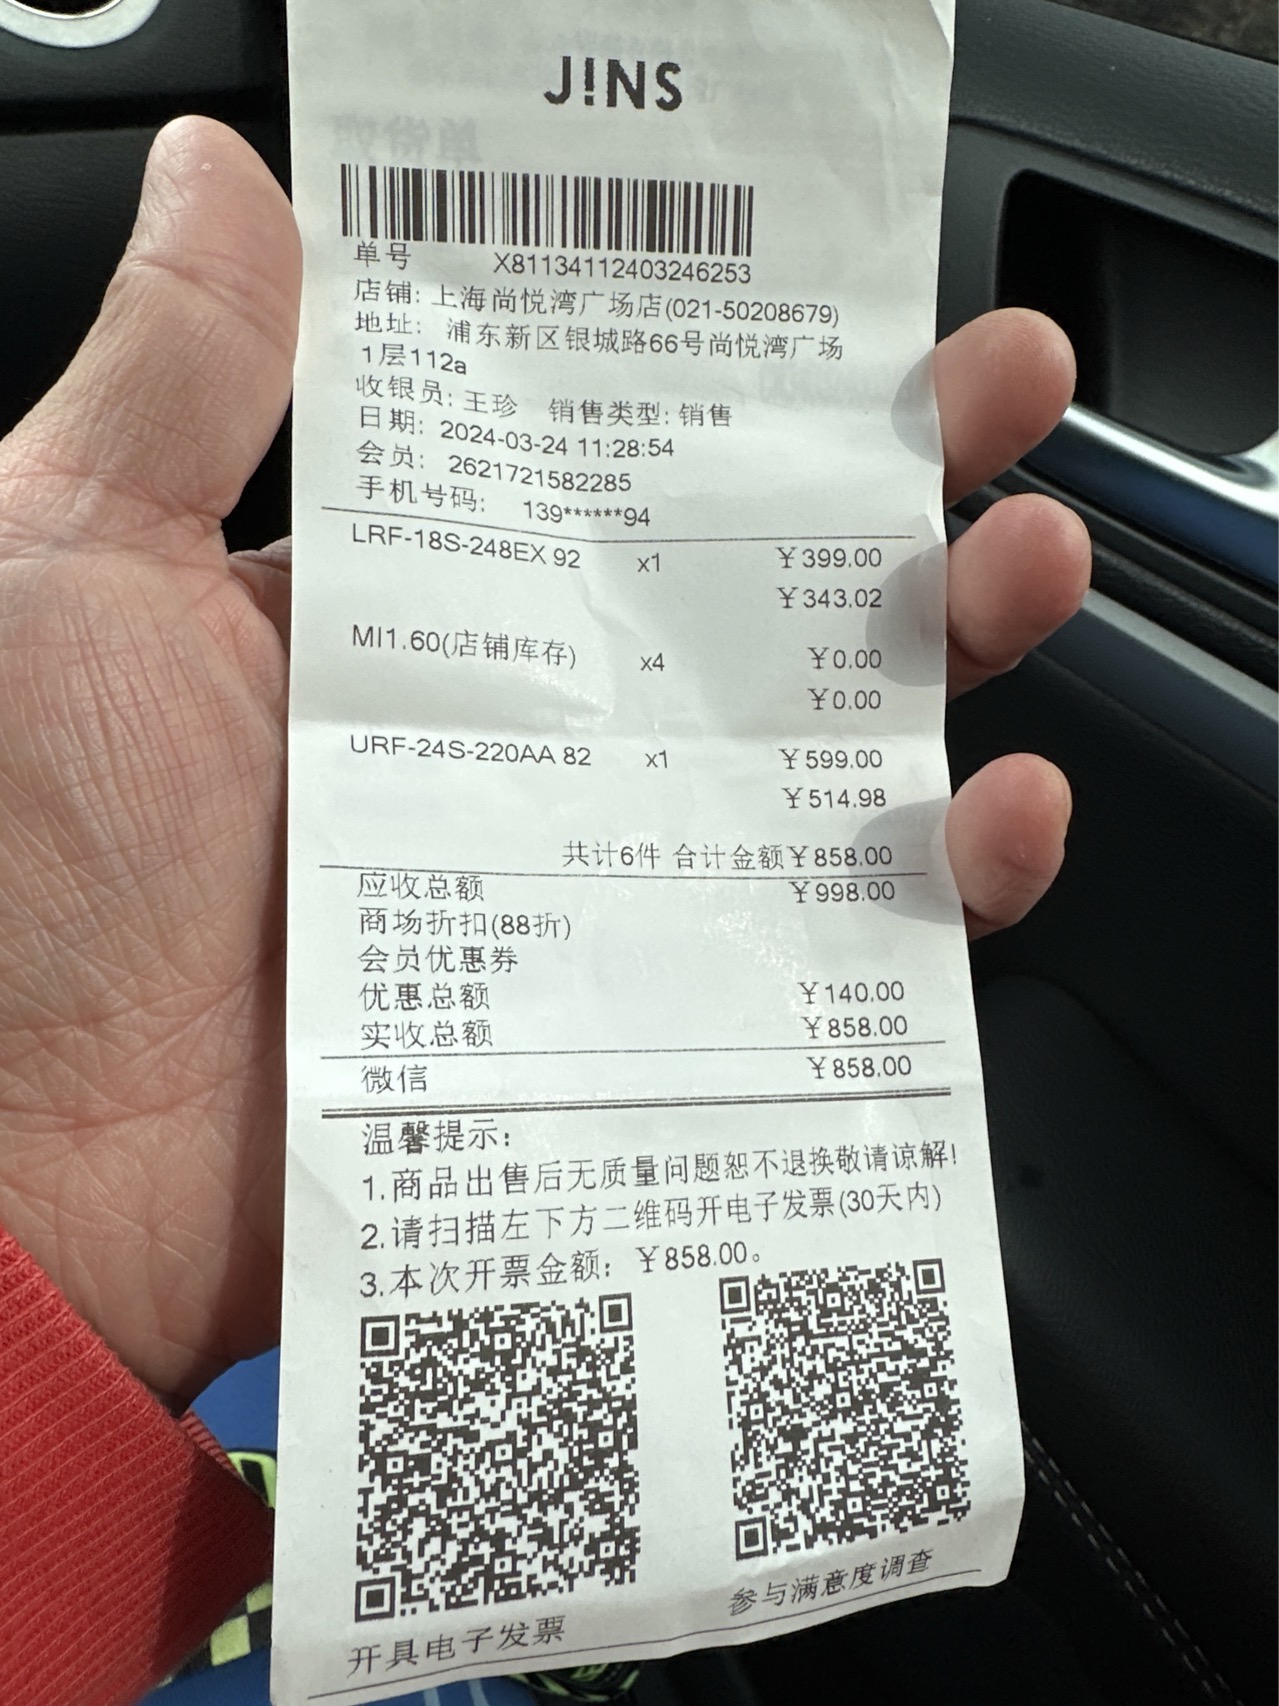 J!NS
单号 X81134112403246253
店铺: 上海尚悦湾广场店(021-50208679)
地址: 浦东新区银城路66号尚悦湾广场
1层112a
收银员: 王珍 销售类型: 销售
日期: 2024-03-24 11:28:54
会员: 2621721582285
手机号码: 139******94
LRF-18S-248EX 92 x1 ￥399.00
￥343.02
MI1.60(店铺库存) x4 ￥0.00
￥0.00
URF-24S-220AA 82 x1 ￥599.00
￥514.98
共计6件 合计金额￥858.00
应收总额 ￥998.00
商场折扣(88折)
会员优惠券
优惠总额 ￥140.00
实收总额 ￥858.00
微信 ￥858.00
温馨提示:
1.商品出售后无质量问题恕不退换敬请谅解!
2.请扫描左下方二维码开电子发票(30天内)
3.本次开票金额: ￥858.00。
开具电子发票 参与满意度调查